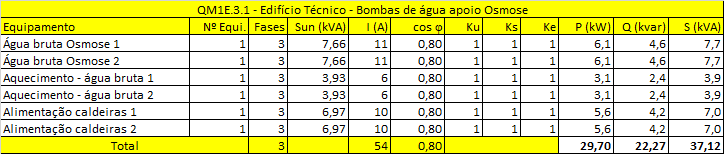 QM1E.3.1 - Edifício Técnico - Bombas de água apoio Osmose
Equipamento Nº Equi. Fases Sun (kVA) I (A) cos φ Ku Ks Ke P (kW) Q (kvar) S (kVA)
Água bruta Osmose 1 1 3 7,66 11 0,80 1 1 1 6,1 4,6 7,7
Água bruta Osmose 2 1 3 7,66 11 0,80 1 1 1 6,1 4,6 7,7
Aquecimento - água bruta 1 1 3 3,93 6 0,80 1 1 1 3,1 2,4 3,9
Aquecimento - água bruta 2 1 3 3,93 6 0,80 1 1 1 3,1 2,4 3,9
Alimentação caldeiras 1 1 3 6,97 10 0,80 1 1 1 5,6 4,2 7,0
Alimentação caldeiras 2 1 3 6,97 10 0,80 1 1 1 5,6 4,2 7,0
Total 3 54 0,80 29,70 22,27 37,12